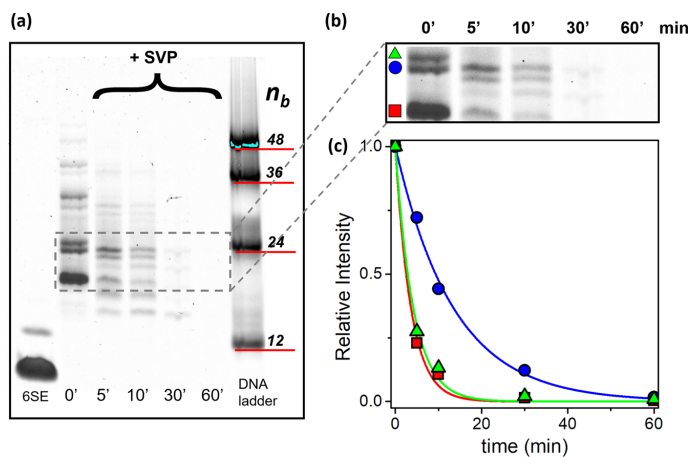 (a)
+ SVP
n_b
48
36
24
12
6SE 0’ 5’ 10’ 30’ 60’ DNA
ladder
(b) 0’ 5’ 10’ 30’ 60’ min
(c)
1.0
0.5
0.0
Relative Intensity
0 20 40 60
time (min)